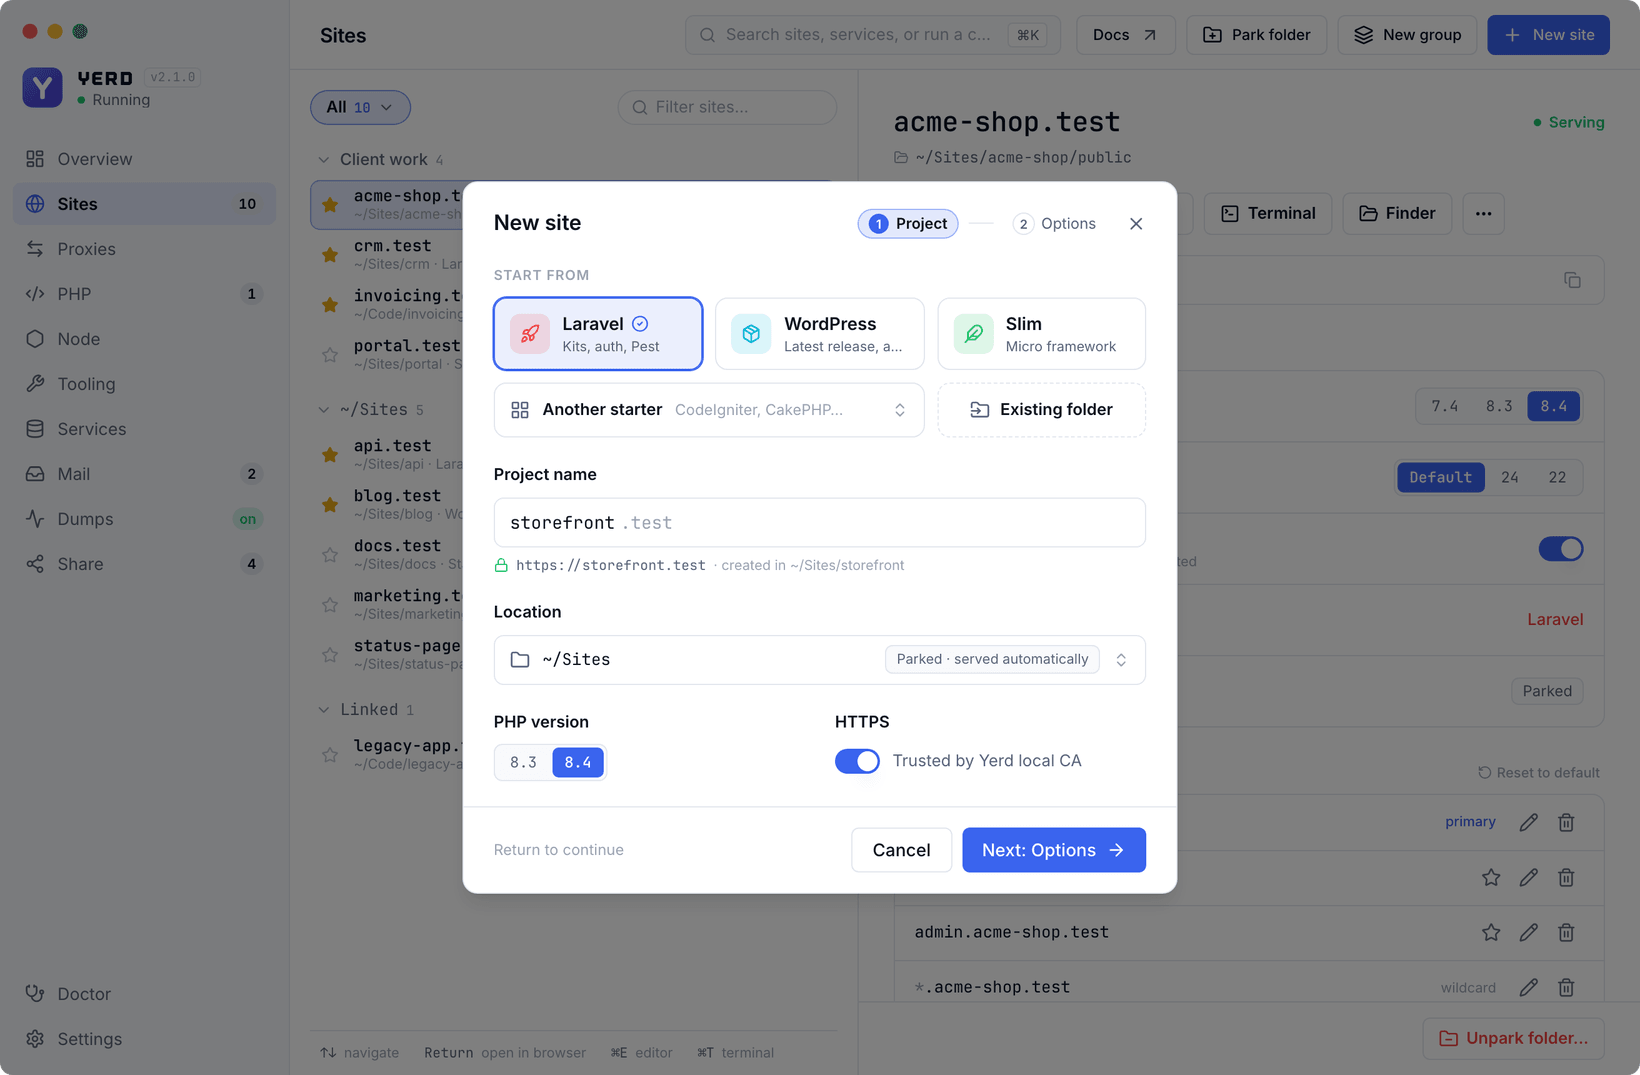 Sites
Search sites, services, or run a c... ⌘K
Docs
Park folder
New group
New site
YERD v2.1.0
Running
Overview
Sites 10
Proxies
PHP 1
Node
Tooling
Services
Mail 2
Dumps on
Share 4
Doctor
Settings
All 10
Filter sites...
Client work 4
acme-shop.t
~/Sites/acme-sh
crm.test
~/Sites/crm · Lar
invoicing.t
~/Code/invoicing
portal.test
~/Sites/portal · S
~/Sites 5
api.test
~/Sites/api · Lara
blog.test
~/Sites/blog · Wo
docs.test
~/Sites/docs · St
marketing.t
~/Sites/marketing
status-page
~/Sites/status-pa
Linked 1
legacy-app.
~/Code/legacy-a
↑↓ navigate Return open in browser ⌘E editor ⌘T terminal
New site
1 Project
2 Options
START FROM
Laravel
Kits, auth, Pest
WordPress
Latest release, a...
Slim
Micro framework
Another starter CodeIgniter, CakePHP...
Existing folder
Project name
storefront .test
https://storefront.test · created in ~/Sites/storefront
Location
~/Sites Parked · served automatically
PHP version
8.3 8.4
HTTPS
Trusted by Yerd local CA
Return to continue
Cancel
Next: Options
acme-shop.test
Serving
~/Sites/acme-shop/public
Terminal
Finder
7.4 8.3 8.4
Default 24 22
ted
Laravel
Parked
Reset to default
primary
admin.acme-shop.test
*.acme-shop.test wildcard
Unpark folder...